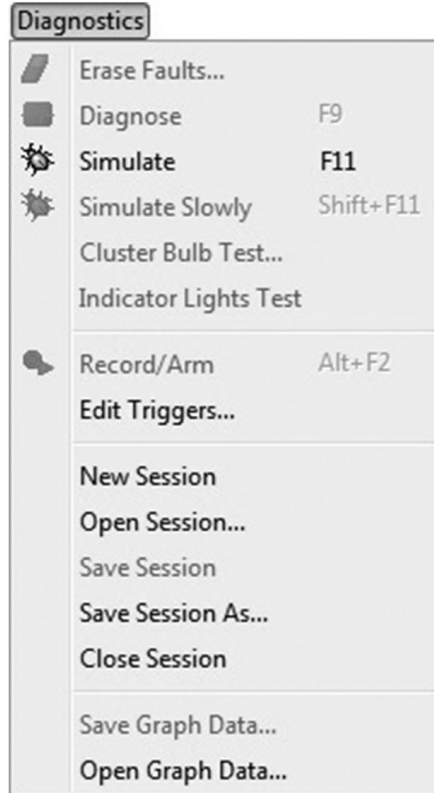 Diagnostics
Erase Faults...
Diagnose F9
Simulate F11
Simulate Slowly Shift+F11
Cluster Bulb Test...
Indicator Lights Test
Record/Arm Alt+F2
Edit Triggers...
New Session
Open Session...
Save Session
Save Session As...
Close Session
Save Graph Data...
Open Graph Data...